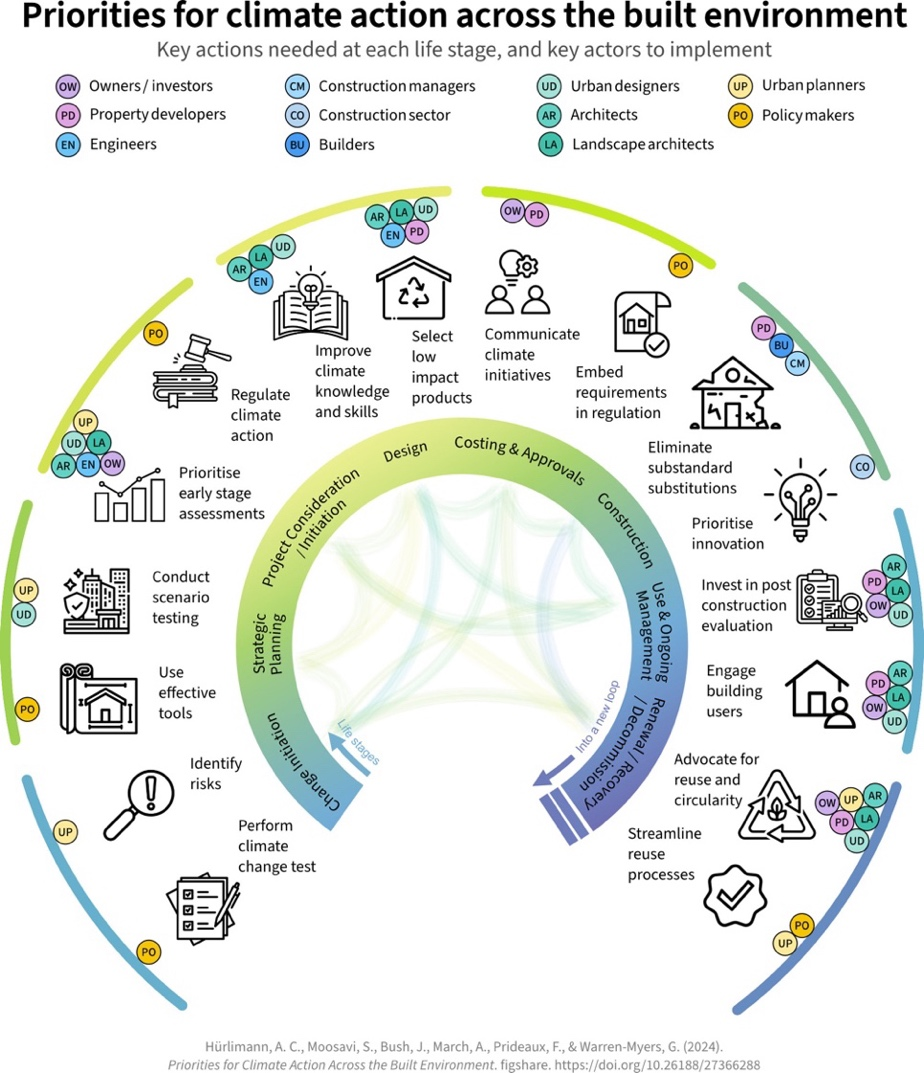 Priorities for climate action across the built environment
Key actions needed at each life stage, and key actors to implement
OW Owners / investors
PD Property developers
EN Engineers
CM Construction managers
CO Construction sector
BU Builders
UD Urban designers
AR Architects
LA Landscape architects
UP Urban planners
PO Policy makers
PO
Perform
climate
change test
UP
Identify
risks
PO
Use
effective
tools
UP
UD
Conduct
scenario
testing
UP
UD LA
AR EN OW
Prioritise
early stage
assessments
PO
Regulate
climate
action
AR LA UD
EN
Improve
climate
knowledge
and skills
AR LA UD
EN PD
Select
low
impact
products
OW PD
Communicate
climate
initiatives
PO
Embed
requirements
in regulation
PD
BU
CM
Eliminate
substandard
substitutions
CO
Prioritise
innovation
AR
PD LA
OW UD
Invest in post
construction
evaluation
AR
PD LA
OW UD
Engage
building
users
OW UP AR
PD LA
UD
Advocate for
reuse and
circularity
PO
UP
Streamline
reuse
processes
Change Initiation
Strategic
Planning
Project Consideration
/Initiation
Design
Costing & Approvals
Construction
Use & Ongoing
Management
Renewal / Recovery
/ Decommission
Life stages
Into a new loop
Hürlimann, A. C., Moosavi, S., Bush, J., March, A., Prideaux, F., & Warren-Myers, G. (2024).
Priorities for Climate Action Across the Built Environment. figshare. https://doi.org/10.26188/27366288